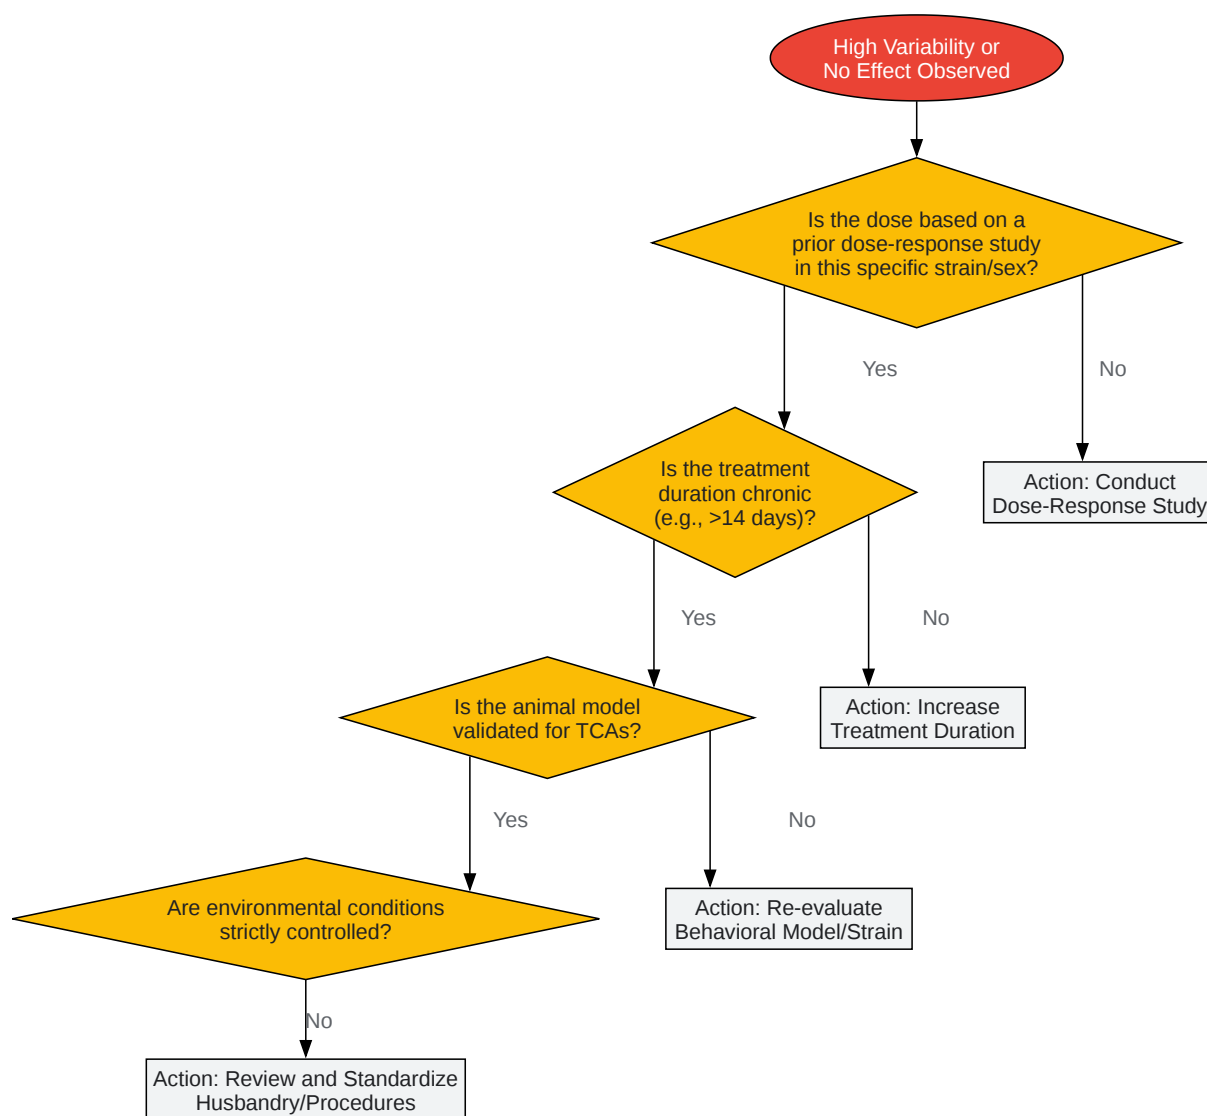 High Variability or
No Effect Observed
Is the dose based on a
prior dose-response study
in this specific strain/sex?
Yes
No
Is the treatment
duration chronic
(e.g., >14 days)?
Action: Conduct
Dose-Response Study
Yes
No
Is the animal model
validated for TCAs?
Action: Increase
Treatment Duration
Yes
No
Are environmental conditions
strictly controlled?
Action: Re-evaluate
Behavioral Model/Strain
No
Action: Review and Standardize
Husbandry/Procedures